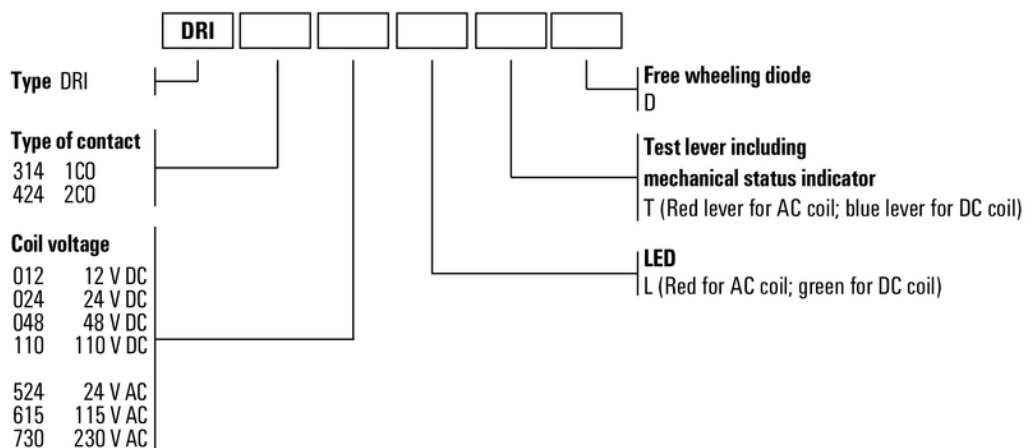 DRI
Type DRI
Type of contact
314 1CO
424 2CO
Coil voltage
012 12 V DC
024 24 V DC
048 48 V DC
110 110 V DC
524 24 V AC
615 115 V AC
730 230 V AC
Free wheeling diode
D
Test lever including
mechanical status indicator
T (Red lever for AC coil; blue lever for DC coil)
LED
L (Red for AC coil; green for DC coil)